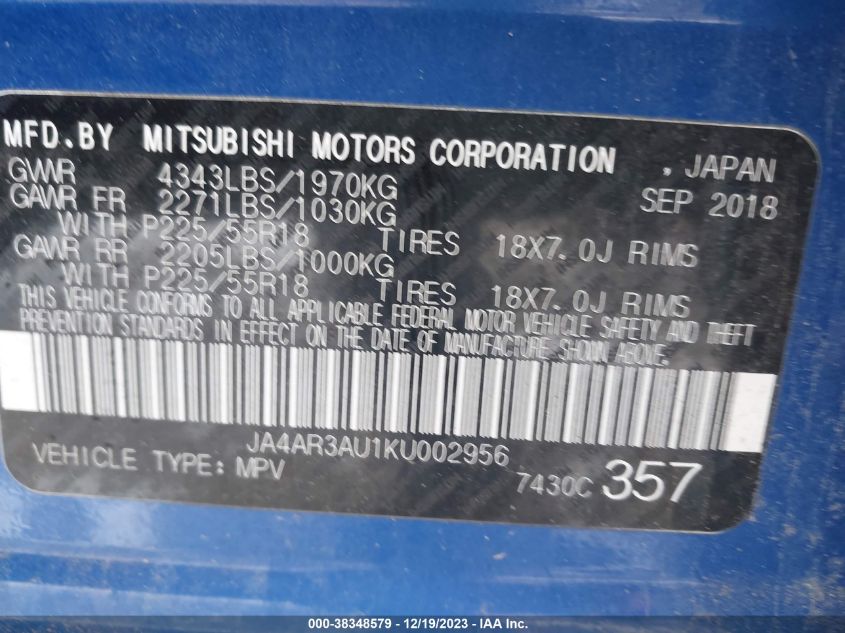 MFD.BY MITSUBISHI MOTORS CORPORATION , JAPAN
GVWR 4343LBS/1970KG SEP 2018
GAWR FR 2271LBS/1030KG
WITH P225/55R18 TIRES 18X7.0J RIMS
GAWR RR 2205LBS/1000KG
WITH P225/55R18 TIRES 18X7.0J RIMS
THIS VEHICLE CONFORMS TO ALL APPLICABLE FEDERAL MOTOR VEHICLE SAFETY AND THEFT
PREVENTION STANDARDS IN EFFECT ON THE DATE OF MANUFACTURE SHOWN ABOVE.
JA4AR3AU1KU002956
VEHICLE TYPE: MPV 7430C 357
000-38348579 - 12/19/2023 - IAA Inc.